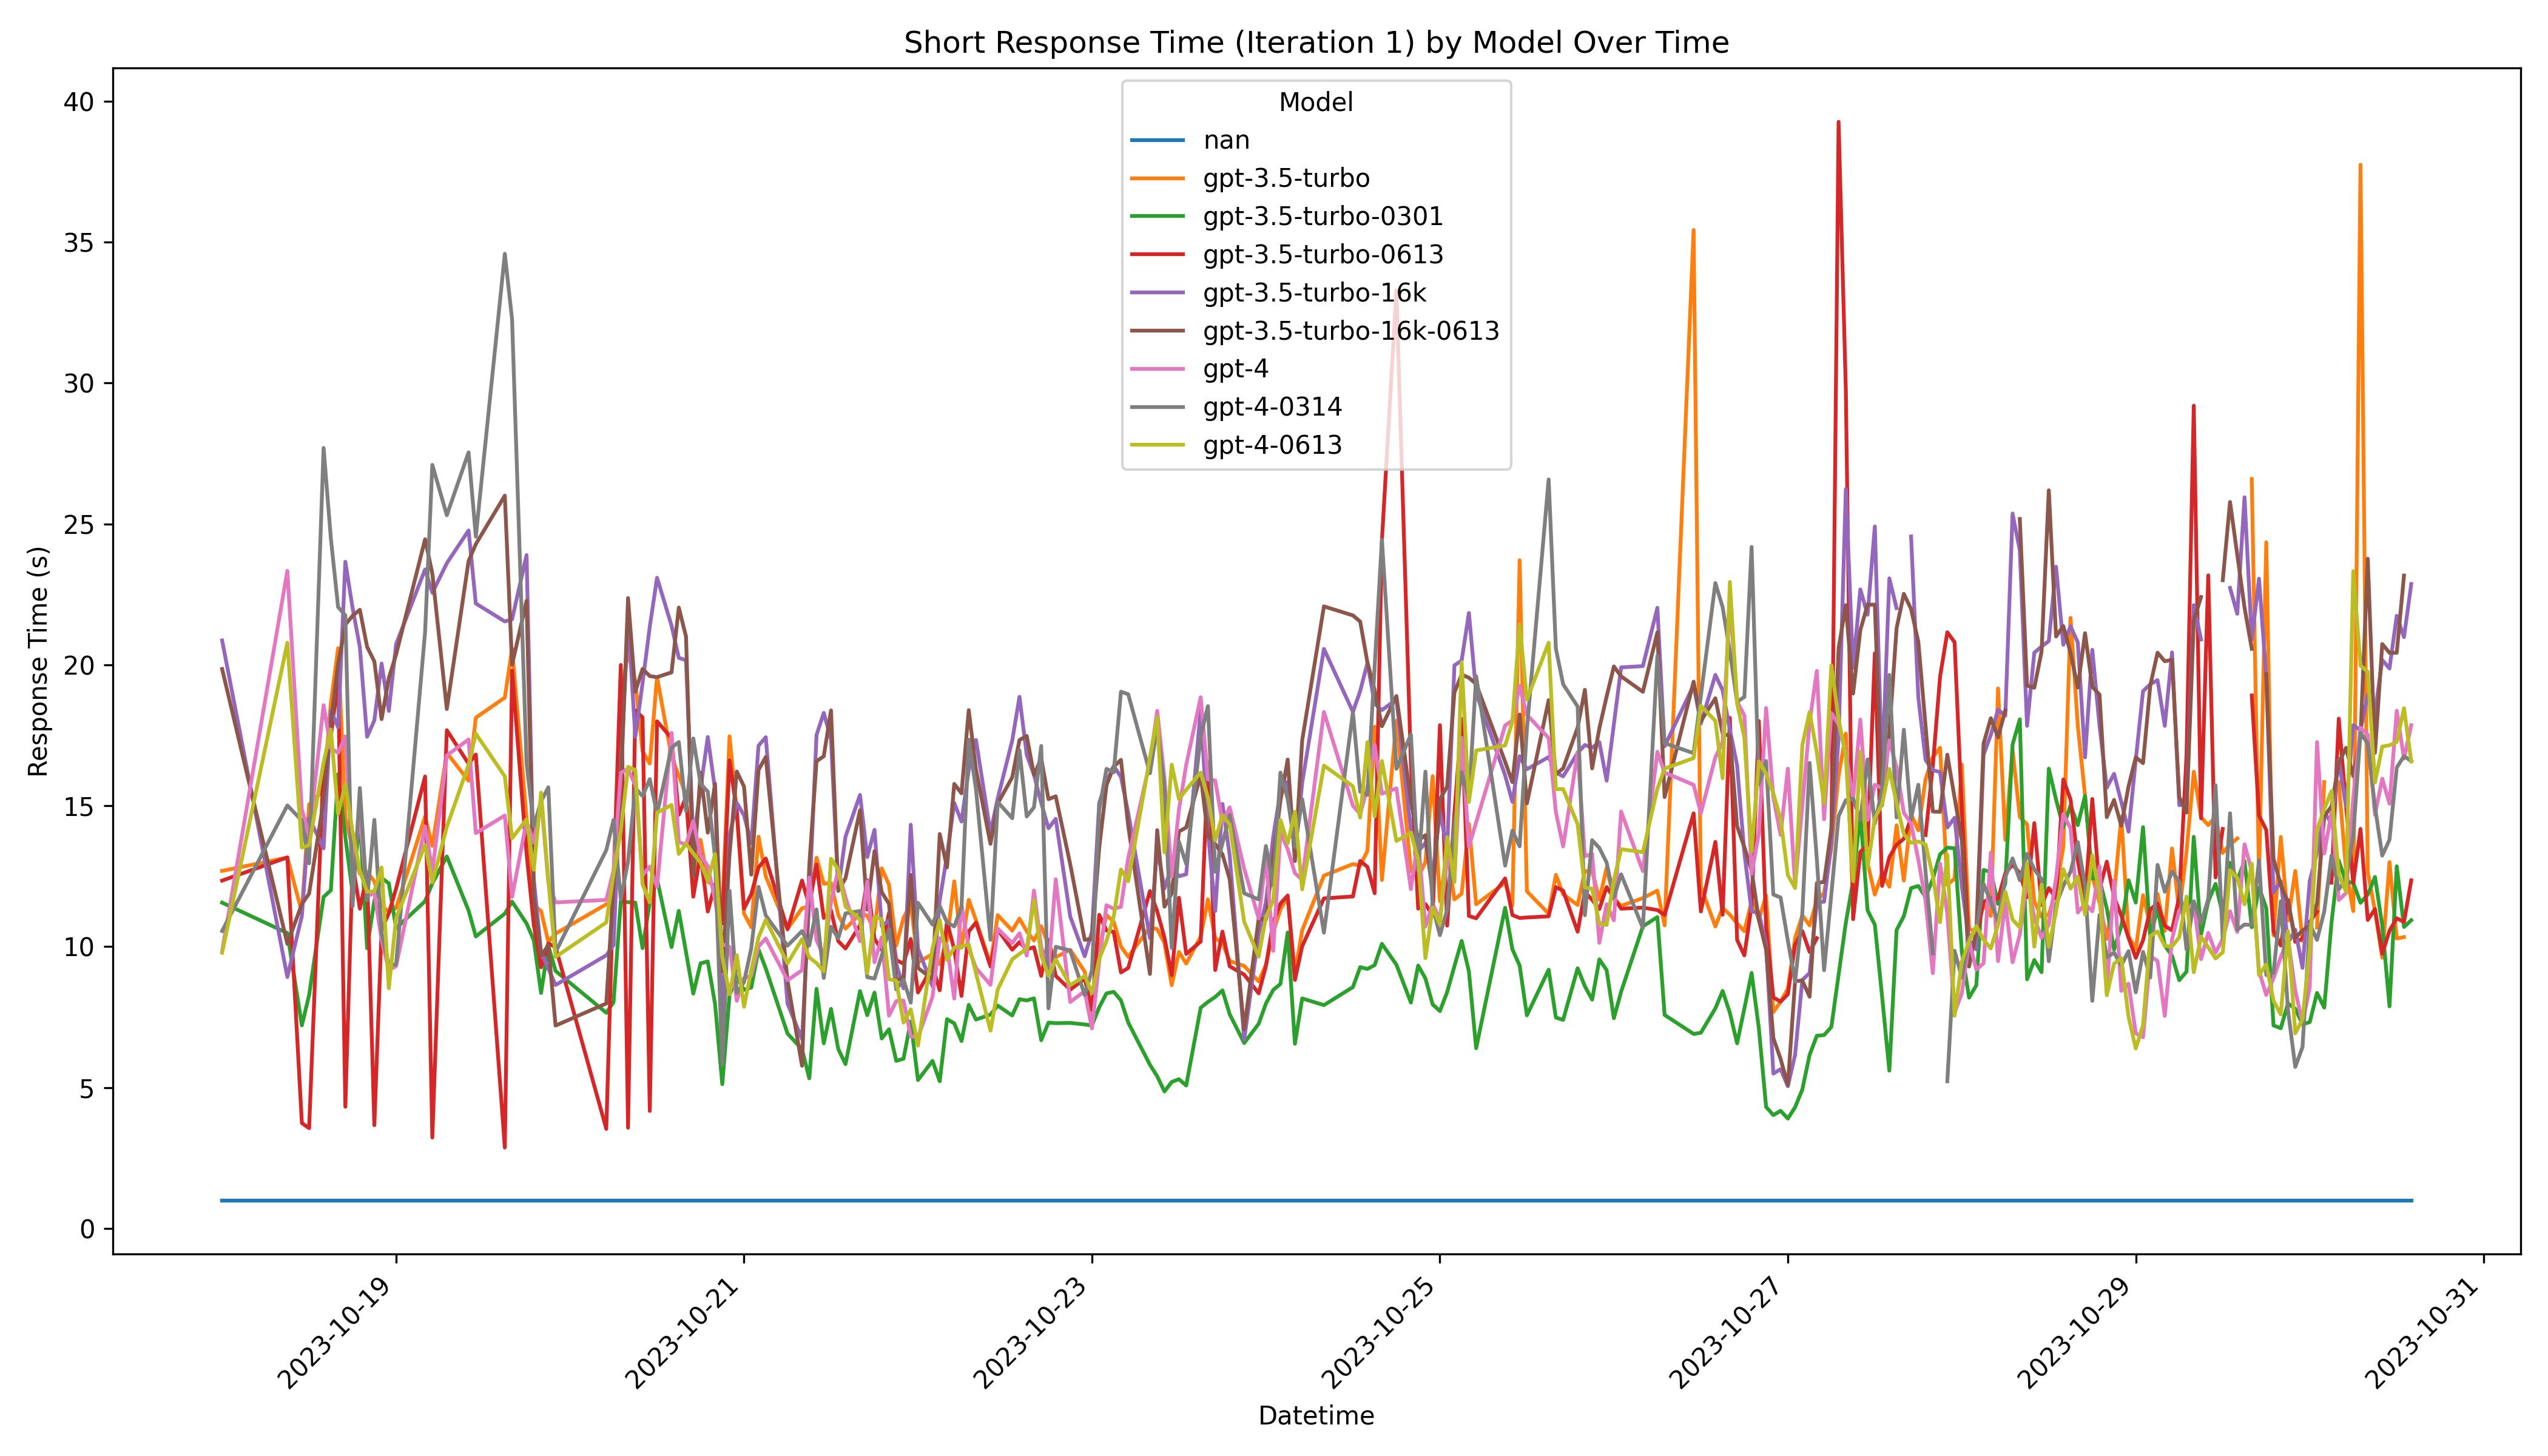 Short Response Time (Iteration 1) by Model Over Time
Model
nan
gpt-3.5-turbo
gpt-3.5-turbo-0301
gpt-3.5-turbo-0613
gpt-3.5-turbo-16k
gpt-3.5-turbo-16k-0613
gpt-4
gpt-4-0314
gpt-4-0613
Response Time (s)
40
35
30
25
20
15
10
5
0
2023-10-19
2023-10-21
2023-10-23
2023-10-25
2023-10-27
2023-10-29
2023-10-31
Datetime